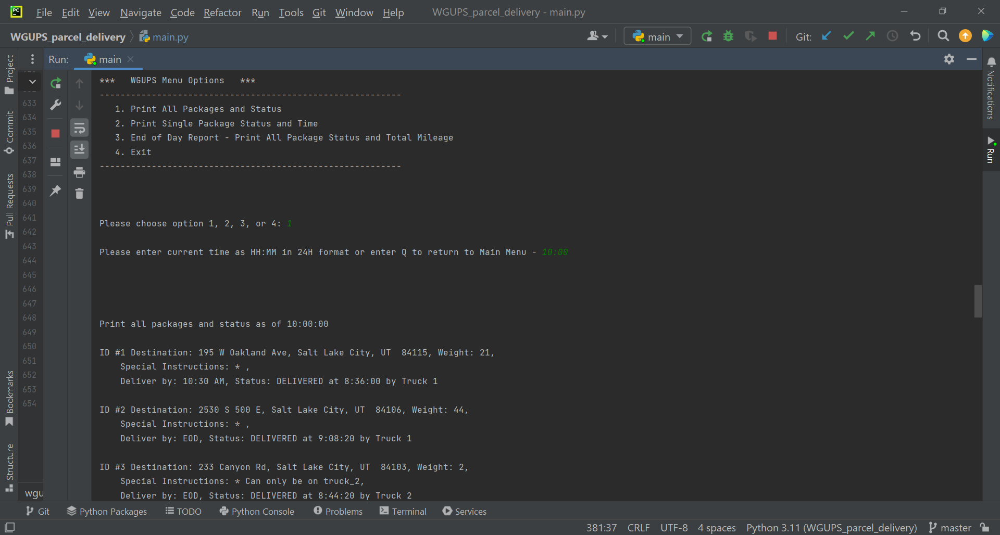 PC File Edit View Navigate Code Refactor Run Tools Git Window Help WGUPS_parcel_delivery - main.py
WGUPS_parcel_delivery main.py main Git:
Run: main
Project
Commit
Pull Requests
Bookmarks
Structure
Notifications
Run
633
634
635
636
637
638
639
640
641
642
643
644
645
646
647
648
649
650
651
652
653
654
wgu
*** WGUPS Menu Options ***
----------------------------------------------------------
1. Print All Packages and Status
2. Print Single Package Status and Time
3. End of Day Report - Print All Package Status and Total Mileage
4. Exit
----------------------------------------------------------
Please choose option 1, 2, 3, or 4: 1
Please enter current time as HH:MM in 24H format or enter Q to return to Main Menu - 10:00
Print all packages and status as of 10:00:00
ID #1 Destination: 195 W Oakland Ave, Salt Lake City, UT  84115, Weight: 21,
Special Instructions: * ,
Deliver by: 10:30 AM, Status: DELIVERED at 8:36:00 by Truck 1
ID #2 Destination: 2530 S 500 E, Salt Lake City, UT  84106, Weight: 44,
Special Instructions: * ,
Deliver by: EOD, Status: DELIVERED at 9:08:20 by Truck 1
ID #3 Destination: 233 Canyon Rd, Salt Lake City, UT  84103, Weight: 2,
Special Instructions: * Can only be on truck_2,
Deliver by: EOD, Status: DELIVERED at 8:44:20 by Truck 2
Git Python Packages TODO Python Console Problems Terminal Services
381:37 CRLF UTF-8 4 spaces Python 3.11 (WGUPS_parcel_delivery) master